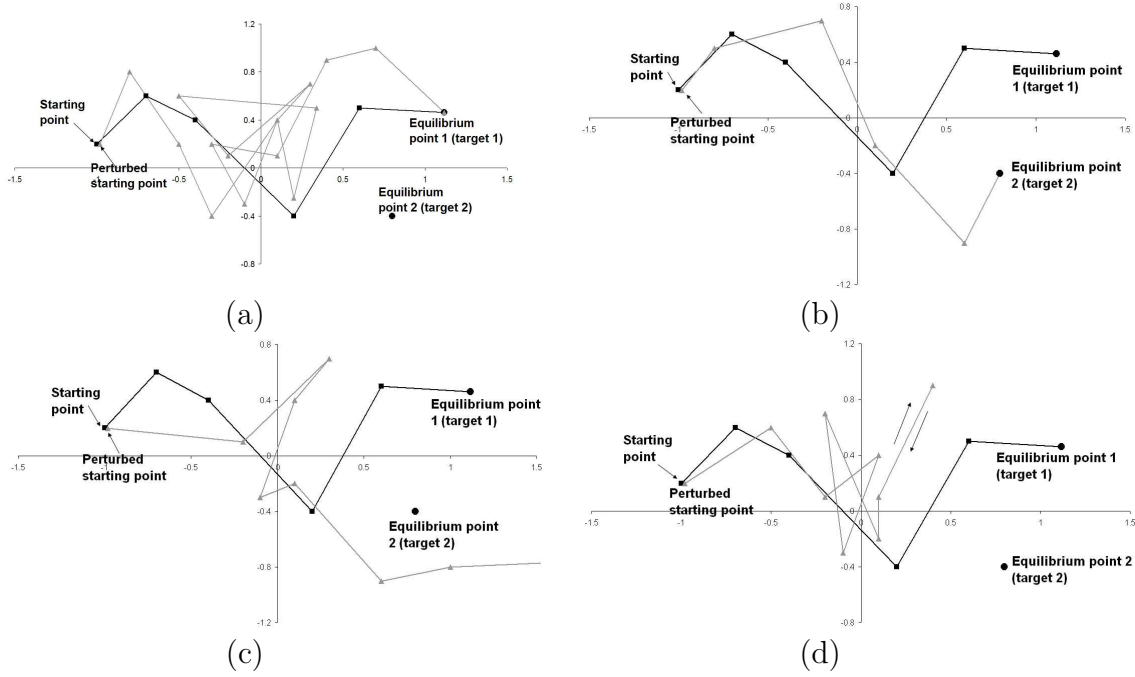 1.2
0.8
0.4
0
-0.4
-0.8
-1.5
-1
-0.5
0.5
1
1.5
Starting
point
Perturbed
starting point
Equilibrium
point 1 (target 1)
Equilibrium
point 2 (target 2)
(a)
0.8
0.4
0
-0.4
-0.8
-1.2
-1.5
-1
-0.5
0
0.5
1
1.5
Starting
point
Perturbed
starting point
Equilibrium point
1 (target 1)
Equilibrium point
2 (target 2)
(b)
0.8
0.4
0
-0.4
-0.8
-1.2
-1.5
-1
-0.5
0
0.5
1
1.5
Starting
point
Perturbed
starting point
Equilibrium point
1 (target 1)
Equilibrium point
2 (target 2)
(c)
1.2
0.8
0.4
0
-0.4
-0.8
-1.5
-1
-0.5
0.5
1
1.5
Starting
point
Perturbed
starting point
Equilibrium point 1
(target 1)
Equilibrium point 2
(target 2)
(d)